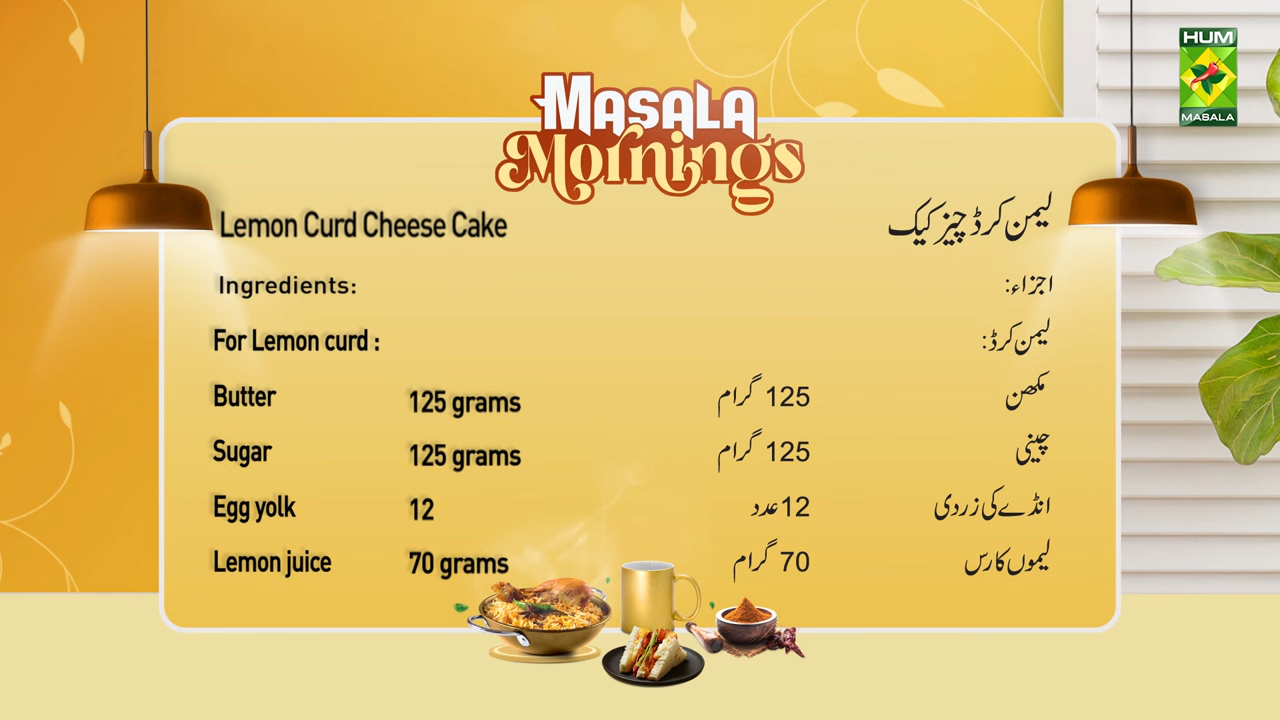 HUM
MASALA
MASALA
Mornings
Lemon Curd Cheese Cake لیمن کرڈ چیز کیک
Ingredients: اجزاء:
For Lemon curd : لیمن کرڈ:
Butter 125 grams 125 گرام مکھن
Sugar 125 grams 125 گرام چینی
Egg yolk 12 12 عدد انڈے کی زردی
Lemon juice 70 grams 70 گرام لیموں کا رس